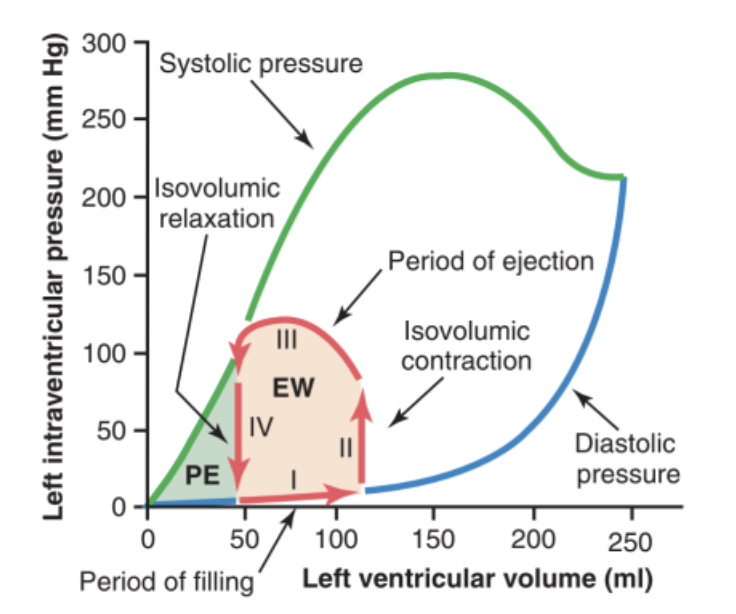 Left intraventricular pressure (mm Hg)
300
250
200
150
100
50
0
Systolic pressure
Isovolumic
relaxation
Period of ejection
Isovolumic
contraction
III
EW
IV
II
PE
I
Diastolic
pressure
0 50 100 150 200 250
Period of filling
Left ventricular volume (ml)